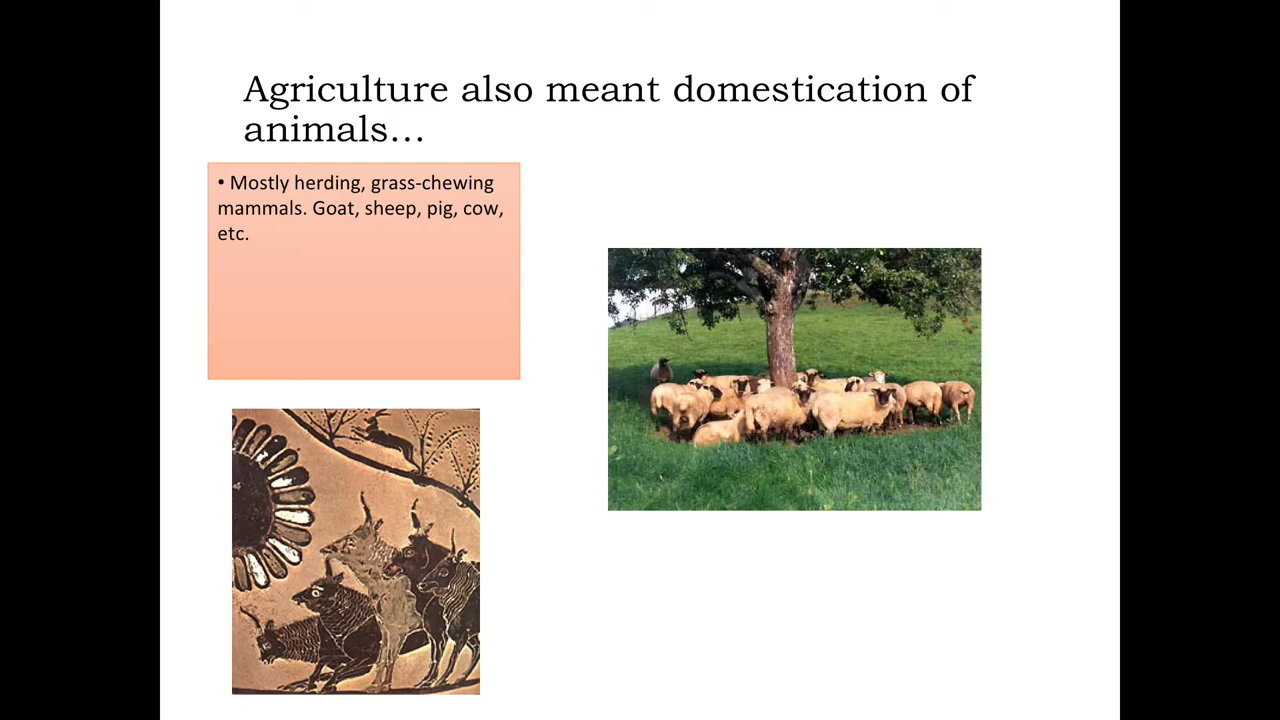 Agriculture also meant domestication of
animals…
• Mostly herding, grass-chewing
mammals. Goat, sheep, pig, cow,
etc.